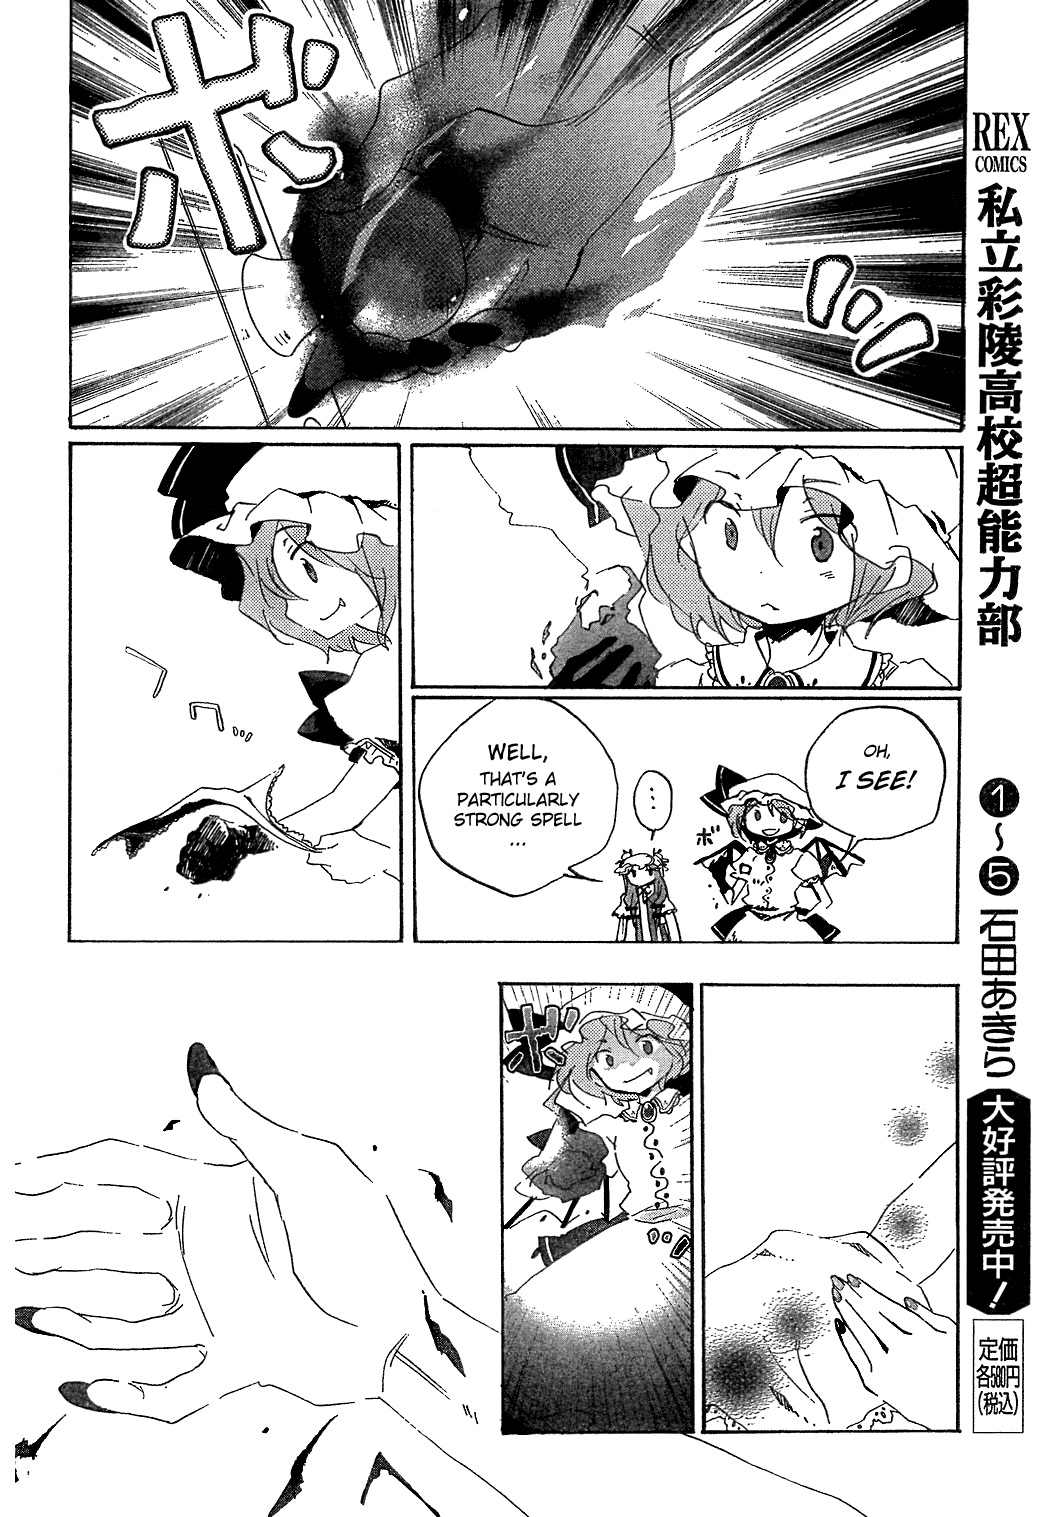 ボッ
OH,
I SEE!
...
WELL,
THAT'S A
PARTICULARLY
STRONG SPELL
...
ボロッ
ボッ
REX
COMICS
私立彩陵高校超能力部
1〜5
石田あきら
大好評発売中!
定価
各580円
(税込)